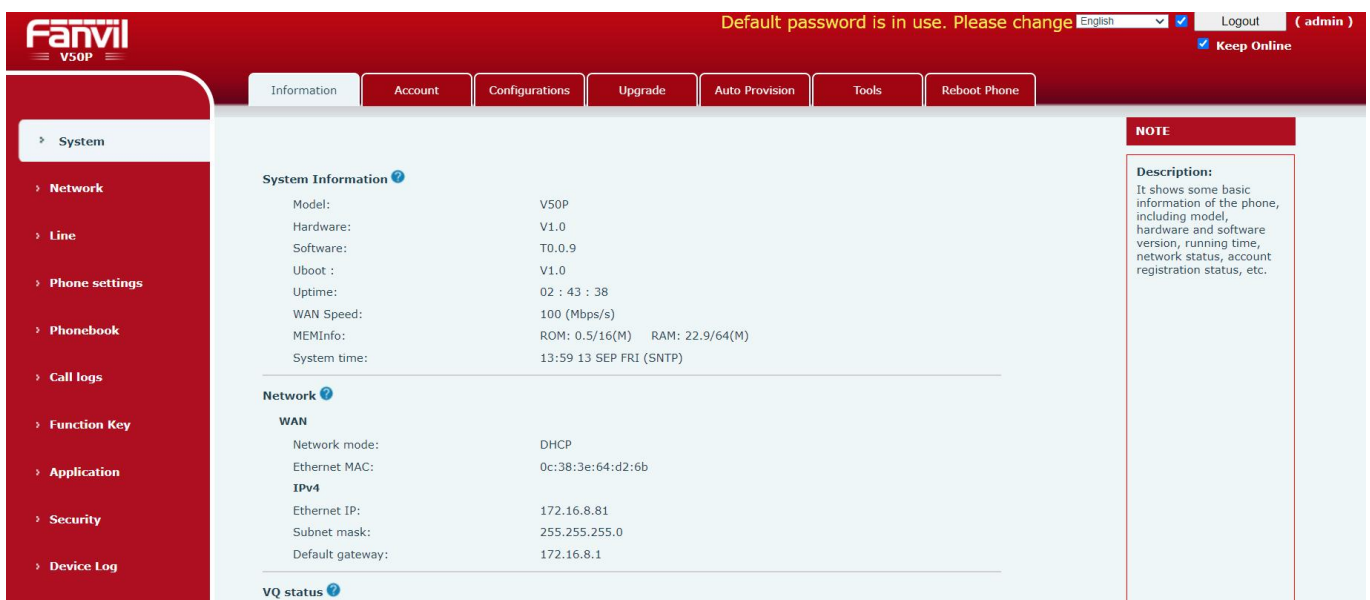 Fanvil
V50P
Default password is in use. Please change English Logout ( admin )
Keep Online
Information Account Configurations Upgrade Auto Provision Tools Reboot Phone
› System
› Network
› Line
› Phone settings
› Phonebook
› Call logs
› Function Key
› Application
› Security
› Device Log
System Information ?
Model: V50P
Hardware: V1.0
Software: T0.0.9
Uboot : V1.0
Uptime: 02 : 43 : 38
WAN Speed: 100 (Mbps/s)
MEMInfo: ROM: 0.5/16(M) RAM: 22.9/64(M)
System time: 13:59 13 SEP FRI (SNTP)
Network ?
WAN
Network mode: DHCP
Ethernet MAC: 0c:38:3e:64:d2:6b
IPv4
Ethernet IP: 172.16.8.81
Subnet mask: 255.255.255.0
Default gateway: 172.16.8.1
VQ status ?
NOTE
Description:
It shows some basic
information of the phone,
including model,
hardware and software
version, running time,
network status, account
registration status, etc.